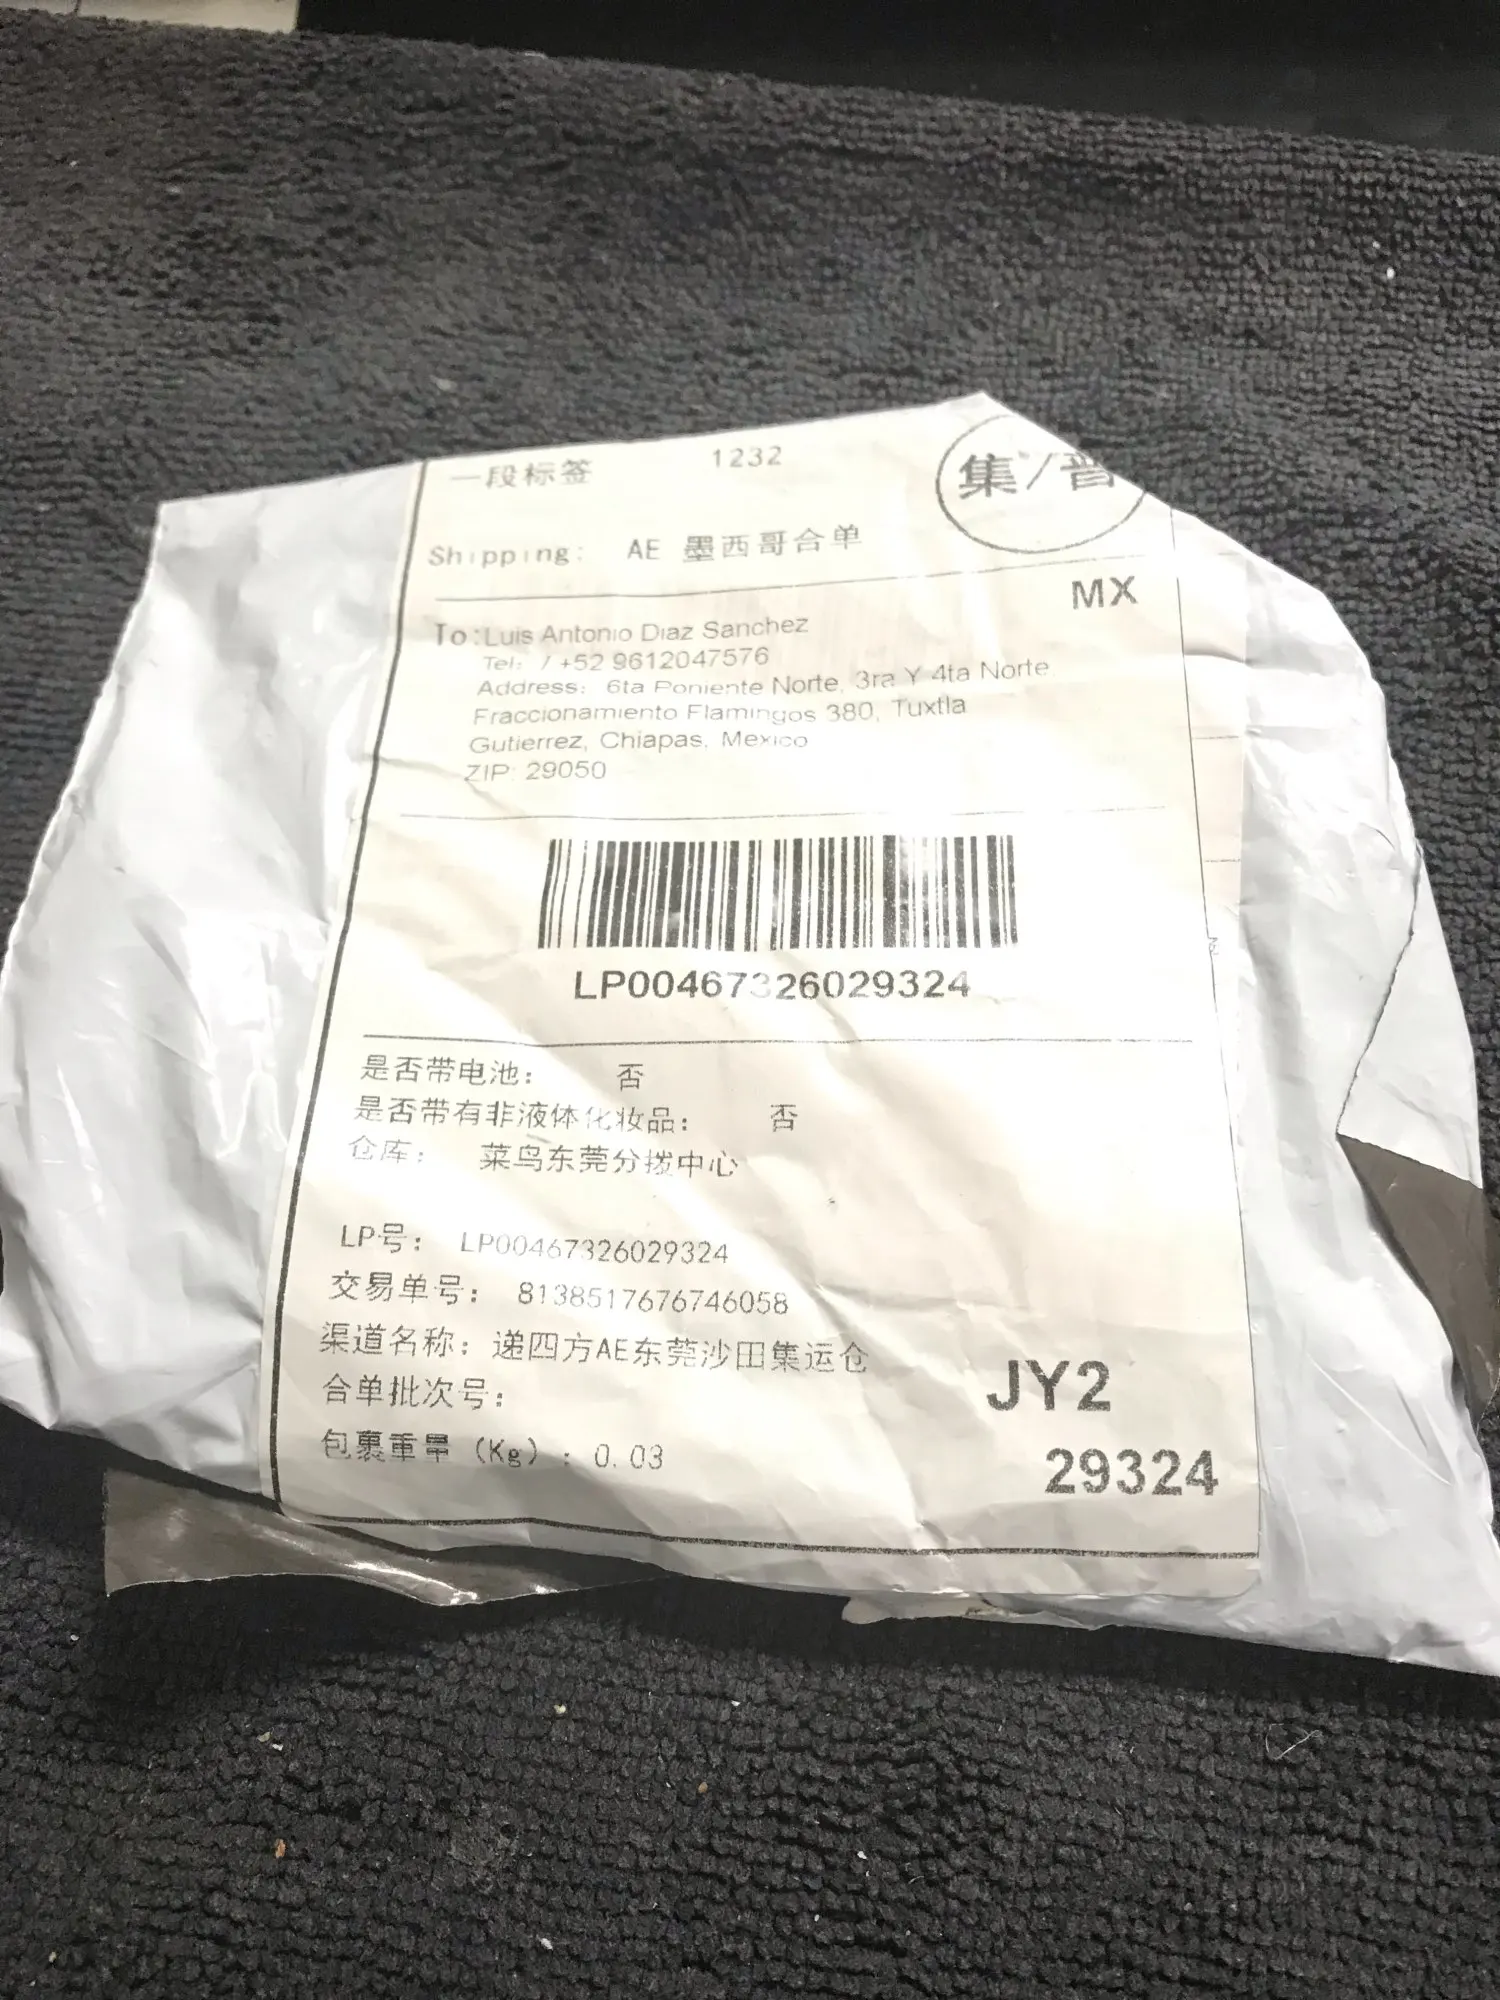 一段标签 1232 集/普
Shipping: AE 墨西哥合单
MX
To:Luis Antonio Diaz Sanchez
Tel: / +52 9612047576
Address: 6ta Poniente Norte, 3ra Y 4ta Norte
Fraccionamiento Flamingos 380, Tuxtla
Gutierrez, Chiapas, Mexico
ZIP: 29050
LP00467326029324
是否带电池: 否
是否带有非液体化妆品: 否
仓库: 菜鸟东莞分拨中心
LP号: LP00467326029324
交易单号: 8138517676746058
渠道名称: 递四方AE东莞沙田集运仓
合单批次号:
包裹重量 (Kg) : 0.03
JY2
29324